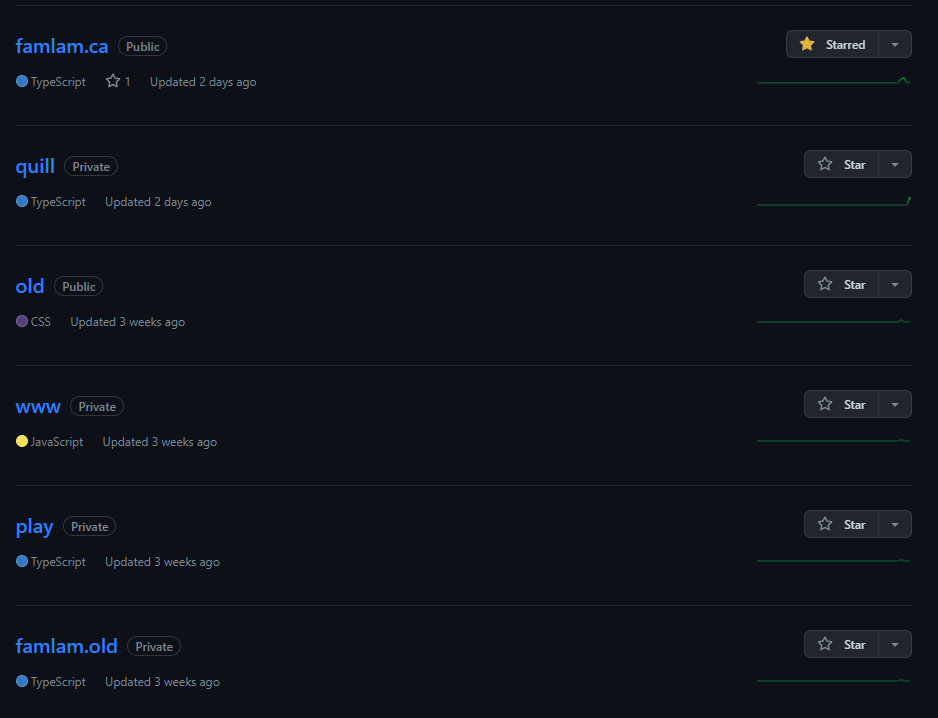 famlam.ca Public Starred
TypeScript 1 Updated 2 days ago
quill Private Star
TypeScript Updated 2 days ago
old Public Star
CSS Updated 3 weeks ago
www Private Star
JavaScript Updated 3 weeks ago
play Private Star
TypeScript Updated 3 weeks ago
famlam.old Private Star
TypeScript Updated 3 weeks ago